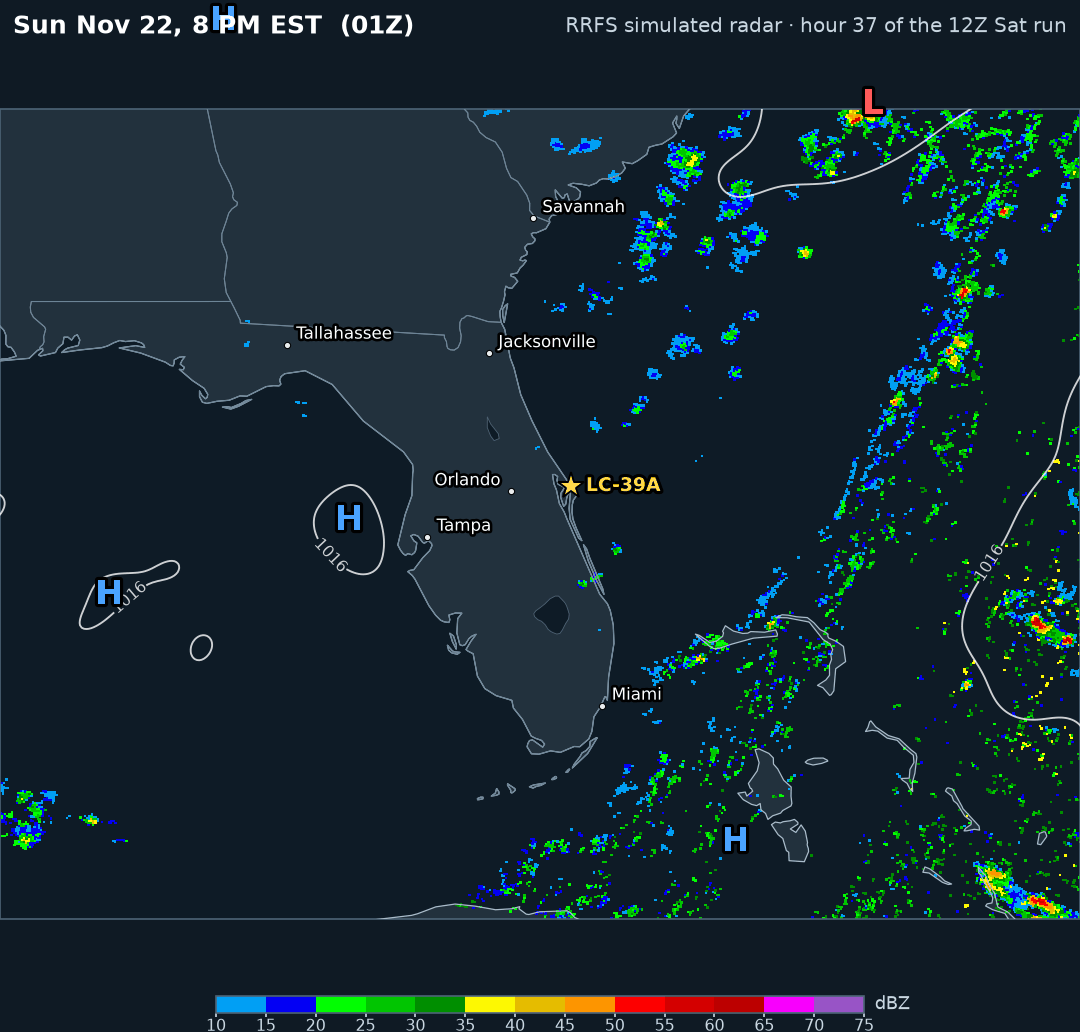 Sun Nov 22, 8 PM EST (01Z)
H
RRFS simulated radar · hour 37 of the 12Z Sat run
L
Savannah
Tallahassee
Jacksonville
Orlando
LC-39A
H
Tampa
1016
1016
H
1016
Miami
H
dBZ
10 15 20 25 30 35 40 45 50 55 60 65 70 75